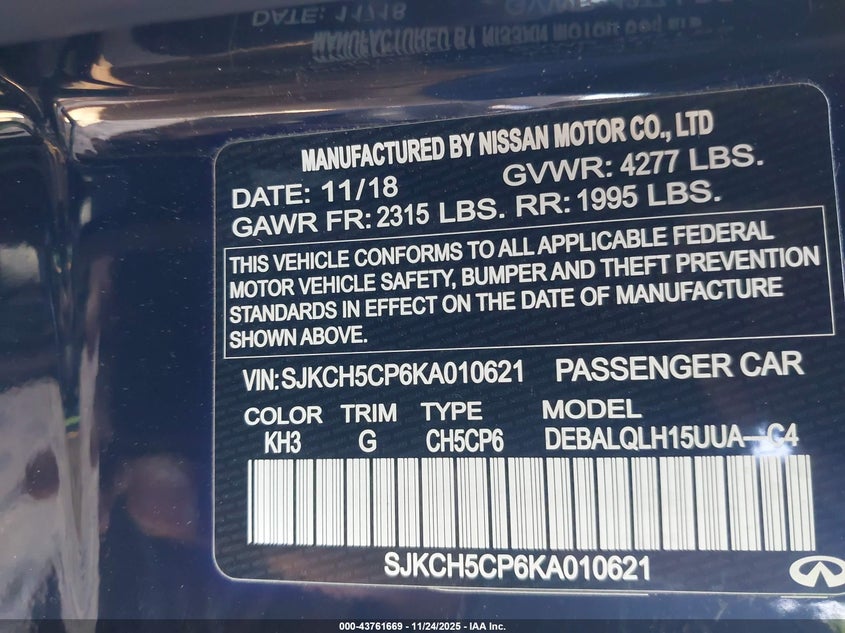 MANUFACTURED BY NISSAN MOTOR CO., LTD
DATE: 11/18 GVWR: 4277 LBS.
GAWR FR: 2315 LBS. RR: 1995 LBS.
THIS VEHICLE CONFORMS TO ALL APPLICABLE FEDERAL
MOTOR VEHICLE SAFETY, BUMPER AND THEFT PREVENTION
STANDARDS IN EFFECT ON THE DATE OF MANUFACTURE
SHOWN ABOVE.
VIN: SJKCH5CP6KA010621 PASSENGER CAR
COLOR TRIM TYPE MODEL
KH3 G CH5CP6 DEBALQLH15UUA—C4
SJKCH5CP6KA010621
000-43761669 - 11/24/2025 - IAA Inc.